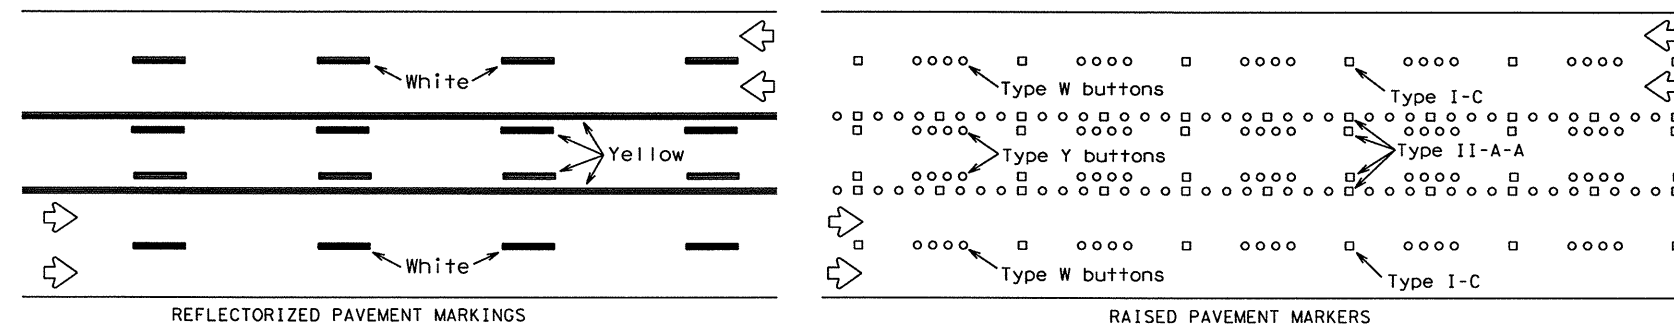 White
Yellow
White
REFLECTORIZED PAVEMENT MARKINGS
Type W buttons
Type I-C
Type Y buttons
Type II-A-A
Type W buttons
Type I-C
RAISED PAVEMENT MARKERS